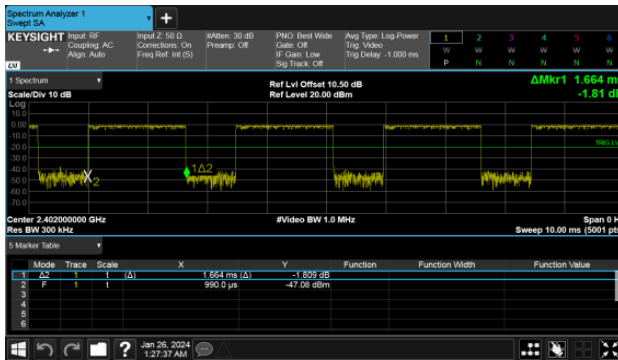 Spectrum Analyzer 1
Swept SA
+
KEYSIGHT Input: RF Input Z: 50 Ω #Atten: 30 dB PNO: Best Wide Avg Type: Log-Power 1 2 3 4 5 6
Coupling: AC Corrections: On Preamp: Off Gate: Off Trig: Video W W W W W W
Align: Auto Freq Ref: Int (S) IF Gain: Low Trig Delay: -1.000 ms P N N N N N
Sig Track: Off
LXI
1 Spectrum Ref Lvl Offset 10.50 dB ΔMkr1 1.664 m
Scale/Div 10 dB Ref Level 20.00 dBm -1.81 d
Log
10.0
0.00
-10.0
TRIG LV
-20.0
-30.0
-40.0
1Δ2
X2
-50.0
-60.0
-70.0
Center 2.402000000 GHz #Video BW 1.0 MHz Span 0 H
Res BW 300 kHz Sweep 10.00 ms (5001 pts
5 Marker Table
Mode Trace Scale X Y Function Function Width Function Value
1 Δ2 1 t (Δ) 1.664 ms (Δ) -1.809 dB
2 F 1 t 990.0 µs -47.08 dBm
3
4
5
6
? Jan 26, 2024
1:27:37 AM